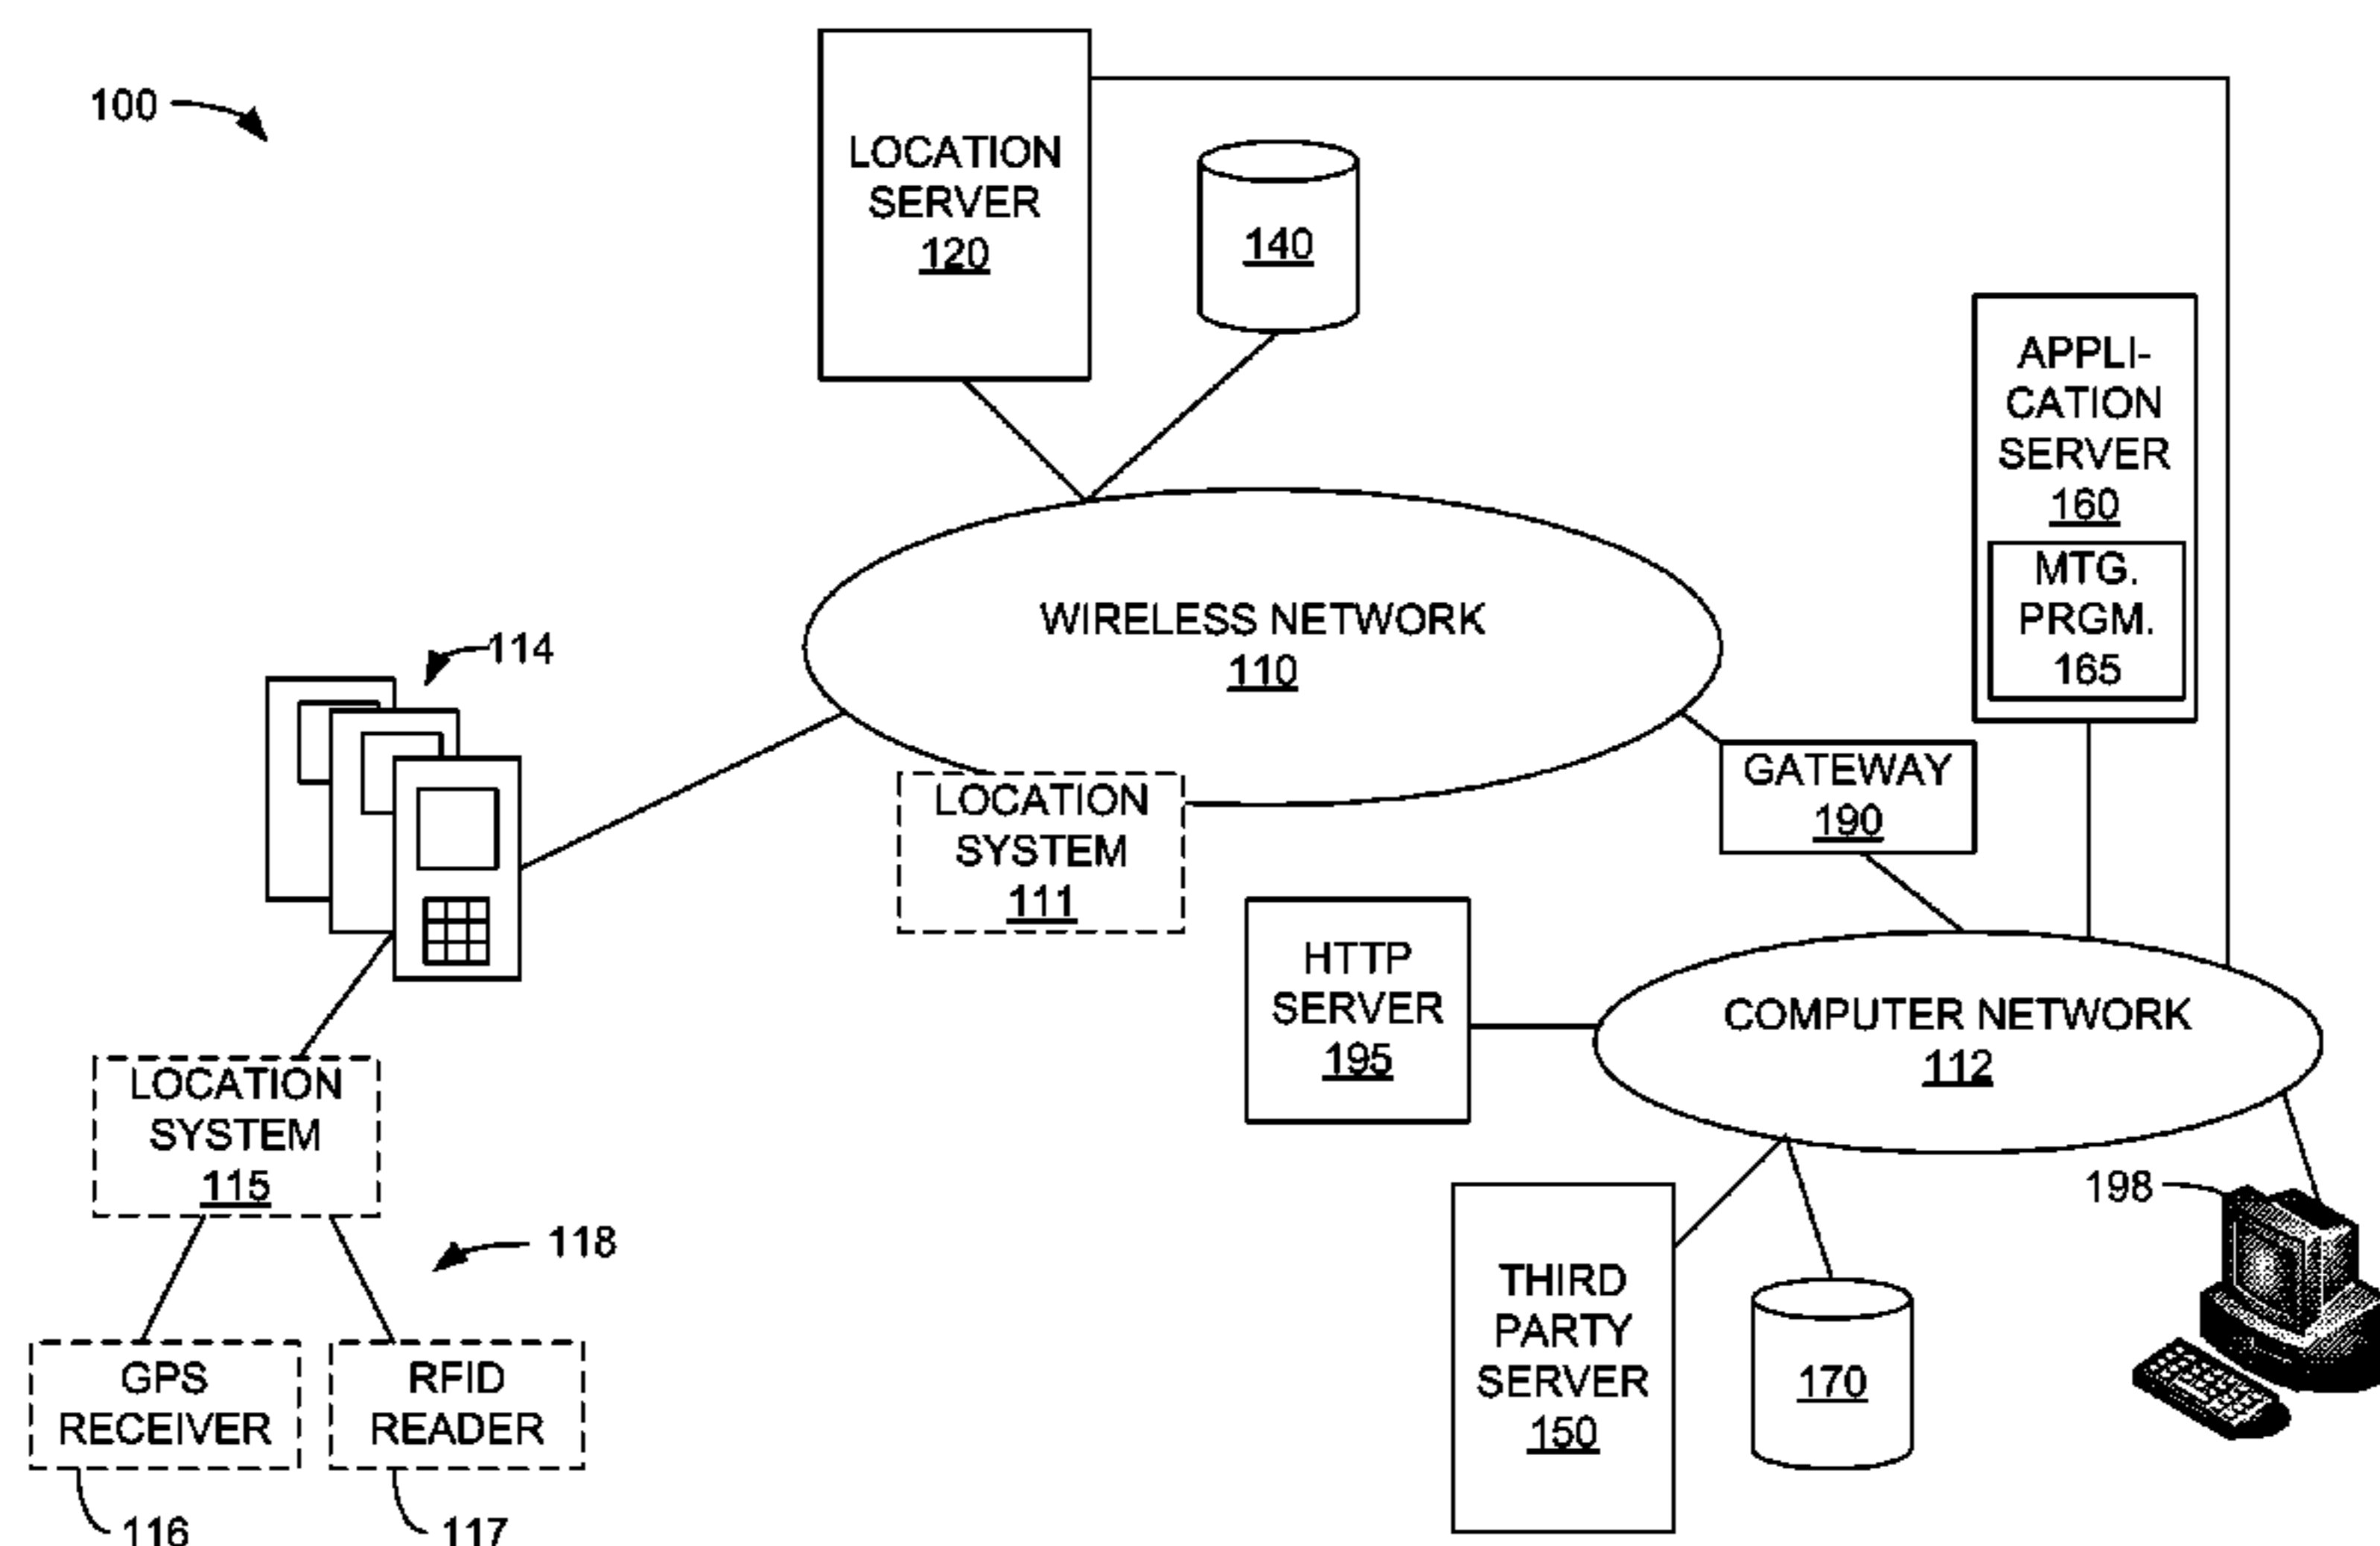 100
LOCATION
SERVER
120
140
APPLI-
CATION
SERVER
160
MTG.
PRGM.
165
WIRELESS NETWORK
110
114
LOCATION
SYSTEM
111
GATEWAY
190
HTTP
SERVER
195
COMPUTER NETWORK
112
LOCATION
SYSTEM
115
118
GPS
RECEIVER
116
RFID
READER
117
THIRD
PARTY
SERVER
150
170
198